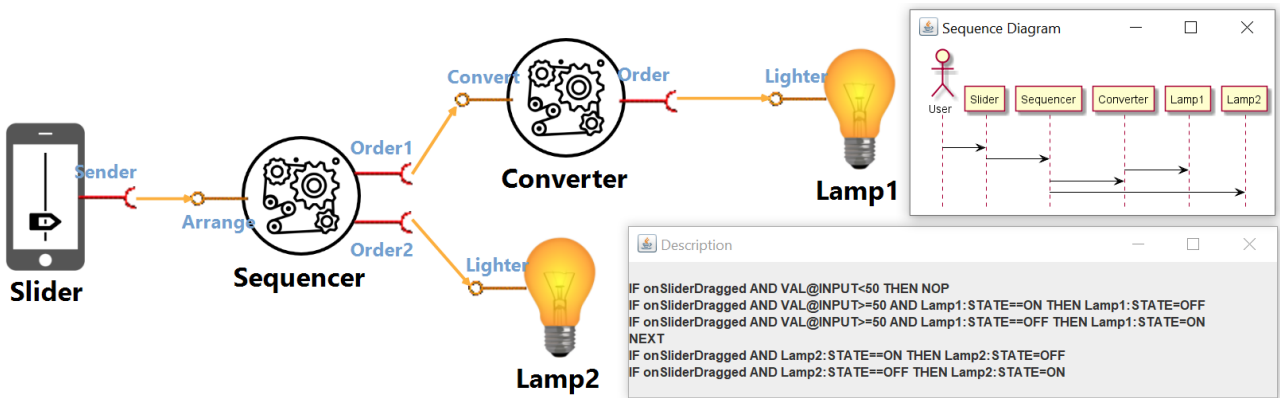 Sender
Slider
Arrange
Sequencer
Order1
Order2
Convert
Converter
Order
Lighter
Lamp1
Lighter
Lamp2
Sequence Diagram
User
Slider
Sequencer
Converter
Lamp1
Lamp2
Description
IF onSliderDragged AND VAL@INPUT<50 THEN NOP
IF onSliderDragged AND VAL@INPUT>=50 AND Lamp1:STATE==ON THEN Lamp1:STATE=OFF
IF onSliderDragged AND VAL@INPUT>=50 AND Lamp1:STATE==OFF THEN Lamp1:STATE=ON
NEXT
IF onSliderDragged AND Lamp2:STATE==ON THEN Lamp2:STATE=OFF
IF onSliderDragged AND Lamp2:STATE==OFF THEN Lamp2:STATE=ON